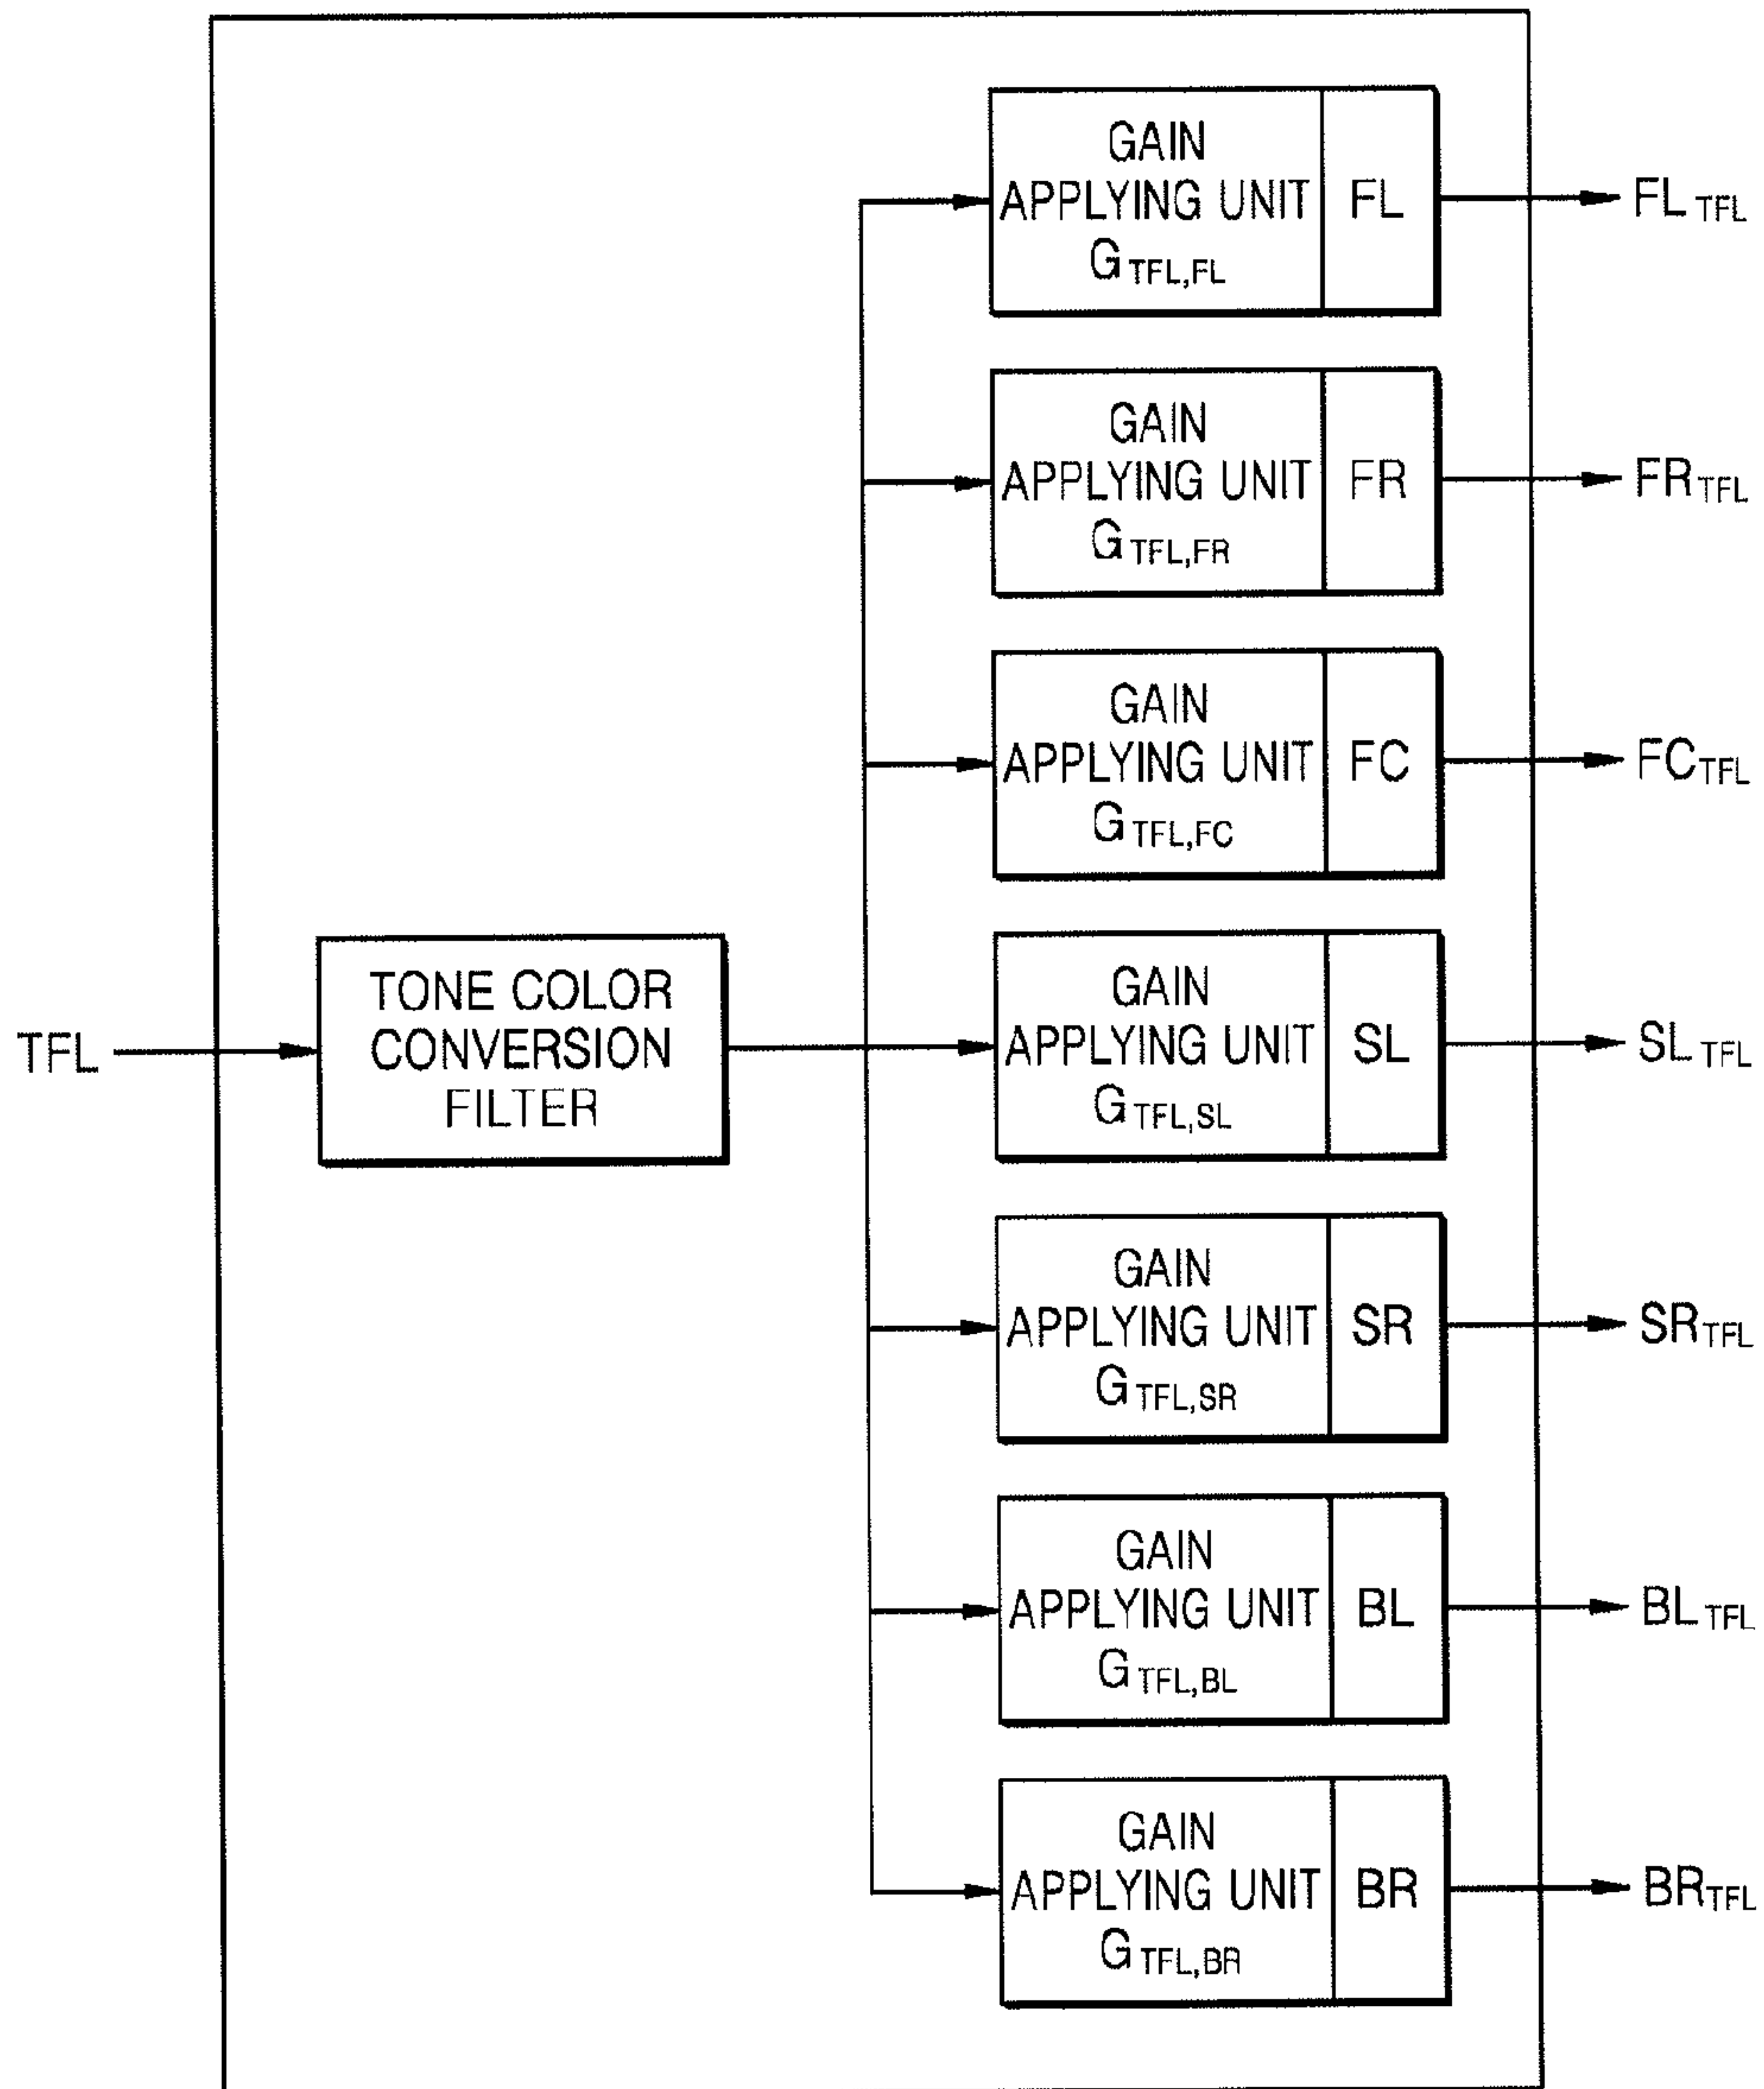 GAIN
APPLYING UNIT
G TFL,FL
FL
FL TFL
GAIN
APPLYING UNIT
G TFL,FR
FR
FR TFL
GAIN
APPLYING UNIT
G TFL,FC
FC
FC TFL
TFL
TONE COLOR
CONVERSION
FILTER
GAIN
APPLYING UNIT
G TFL,SL
SL
SL TFL
GAIN
APPLYING UNIT
G TFL,SR
SR
SR TFL
GAIN
APPLYING UNIT
G TFL,BL
BL
BL TFL
GAIN
APPLYING UNIT
G TFL,BR
BR
BR TFL